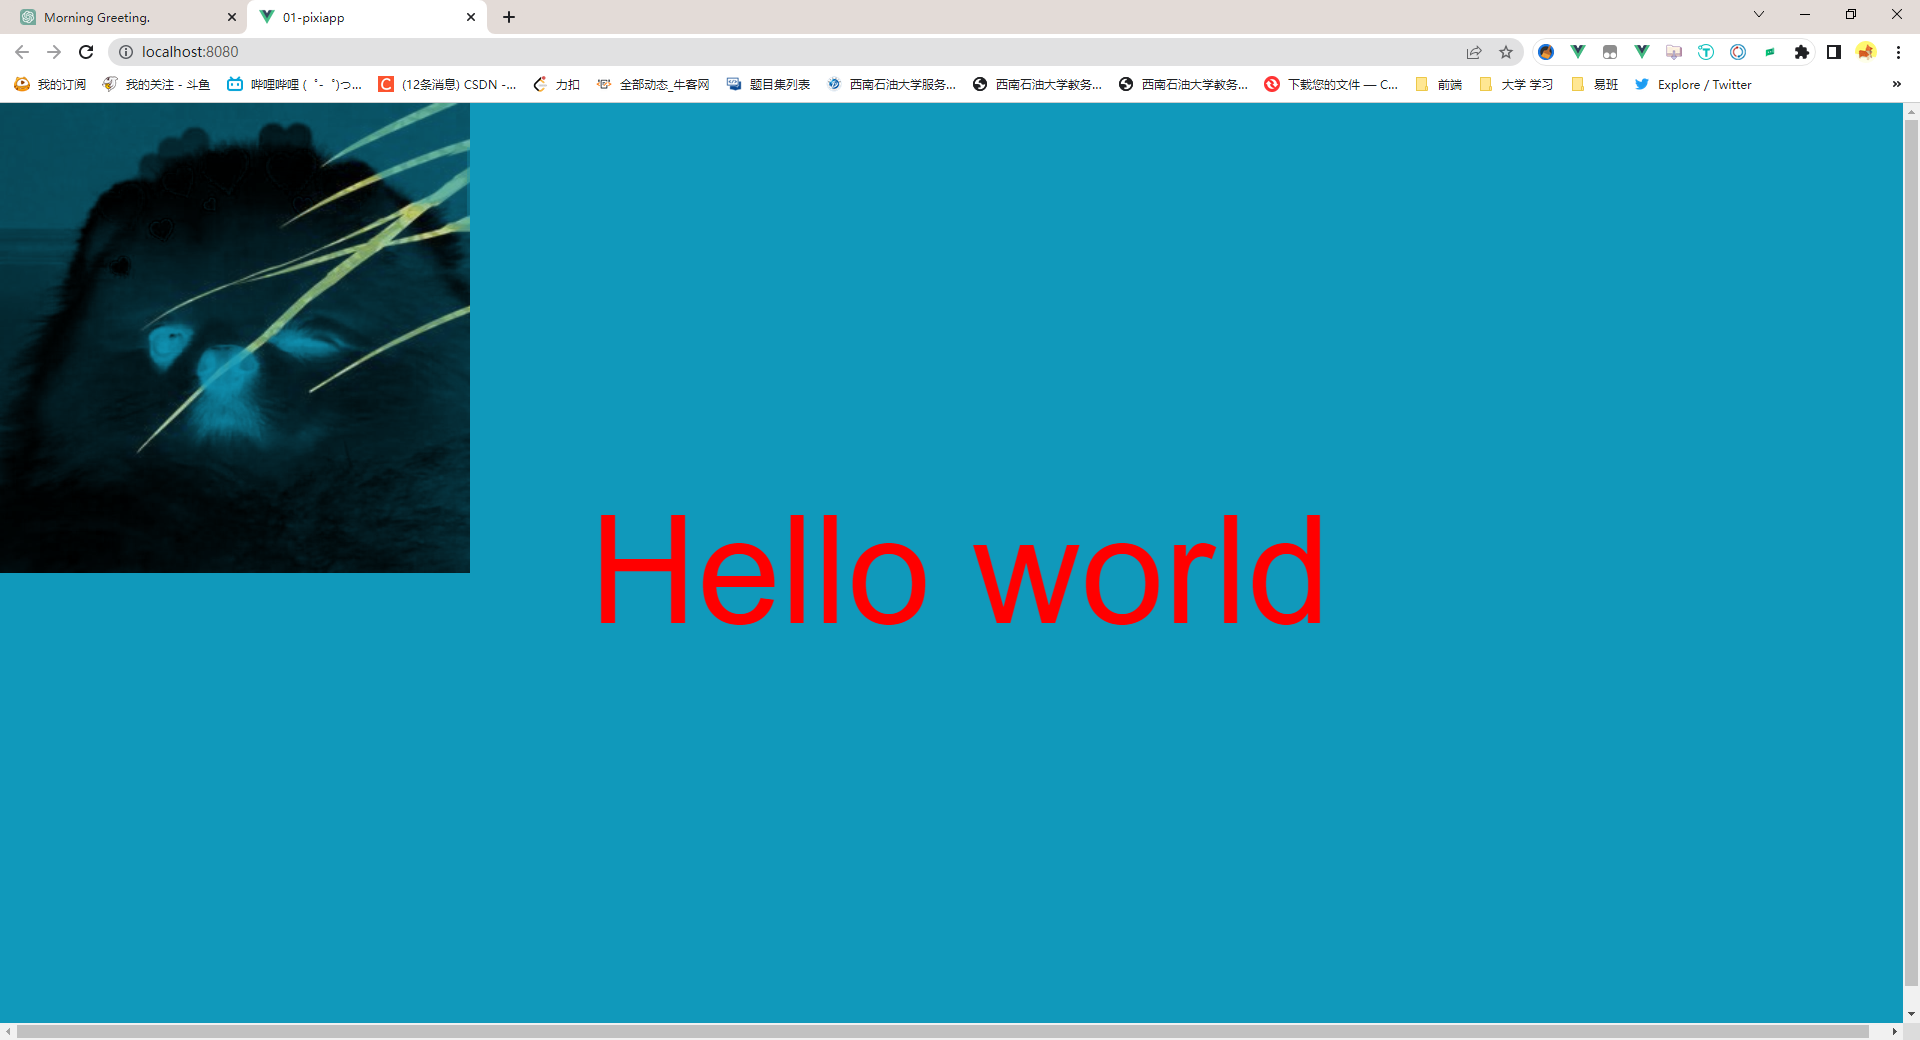 Morning Greeting.
01-pixiapp
localhost:8080
我的订阅
我的关注 - 斗鱼
哔哩哔哩 ( ゜- ゜)つ...
(12条消息) CSDN -...
力扣
全部动态_牛客网
题目集列表
西南石油大学服务...
西南石油大学教务...
西南石油大学教务...
下载您的文件 — C...
前端
大学 学习
易班
Explore / Twitter
Hello world